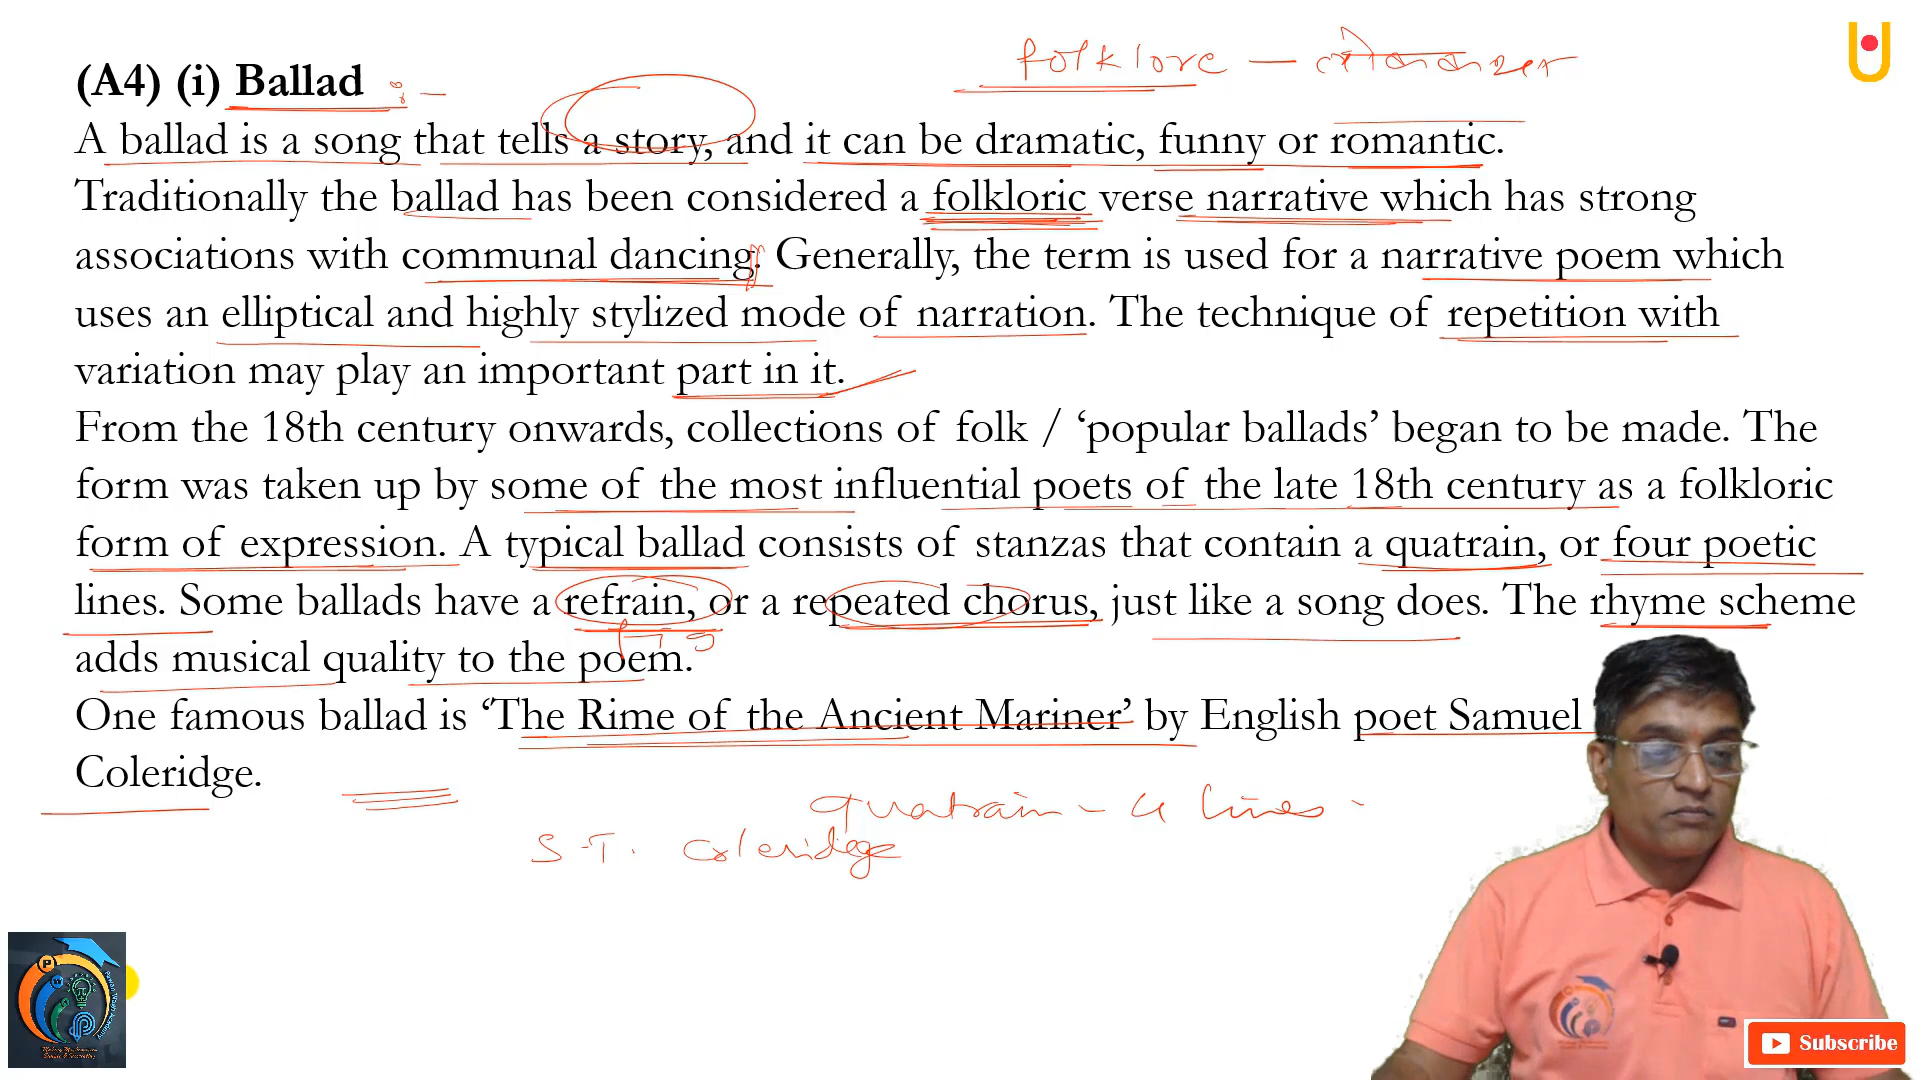 folklore —
(A4) (i) Ballad :-
A ballad is a song that tells a story, and it can be dramatic, funny or romantic.
Traditionally the ballad has been considered a folkloric verse narrative which has strong
associations with communal dancing. Generally, the term is used for a narrative poem which
uses an elliptical and highly stylized mode of narration. The technique of repetition with
variation may play an important part in it.
From the 18th century onwards, collections of folk / ‘popular ballads’ began to be made. The
form was taken up by some of the most influential poets of the late 18th century as a folkloric
form of expression. A typical ballad consists of stanzas that contain a quatrain, or four poetic
lines. Some ballads have a refrain, or a repeated chorus, just like a song does. The rhyme scheme
adds musical quality to the poem.
One famous ballad is ‘The Rime of the Ancient Mariner’ by English poet Samuel
Coleridge.
quatrain - 4 lines
S.T. Coleridge
Subscribe